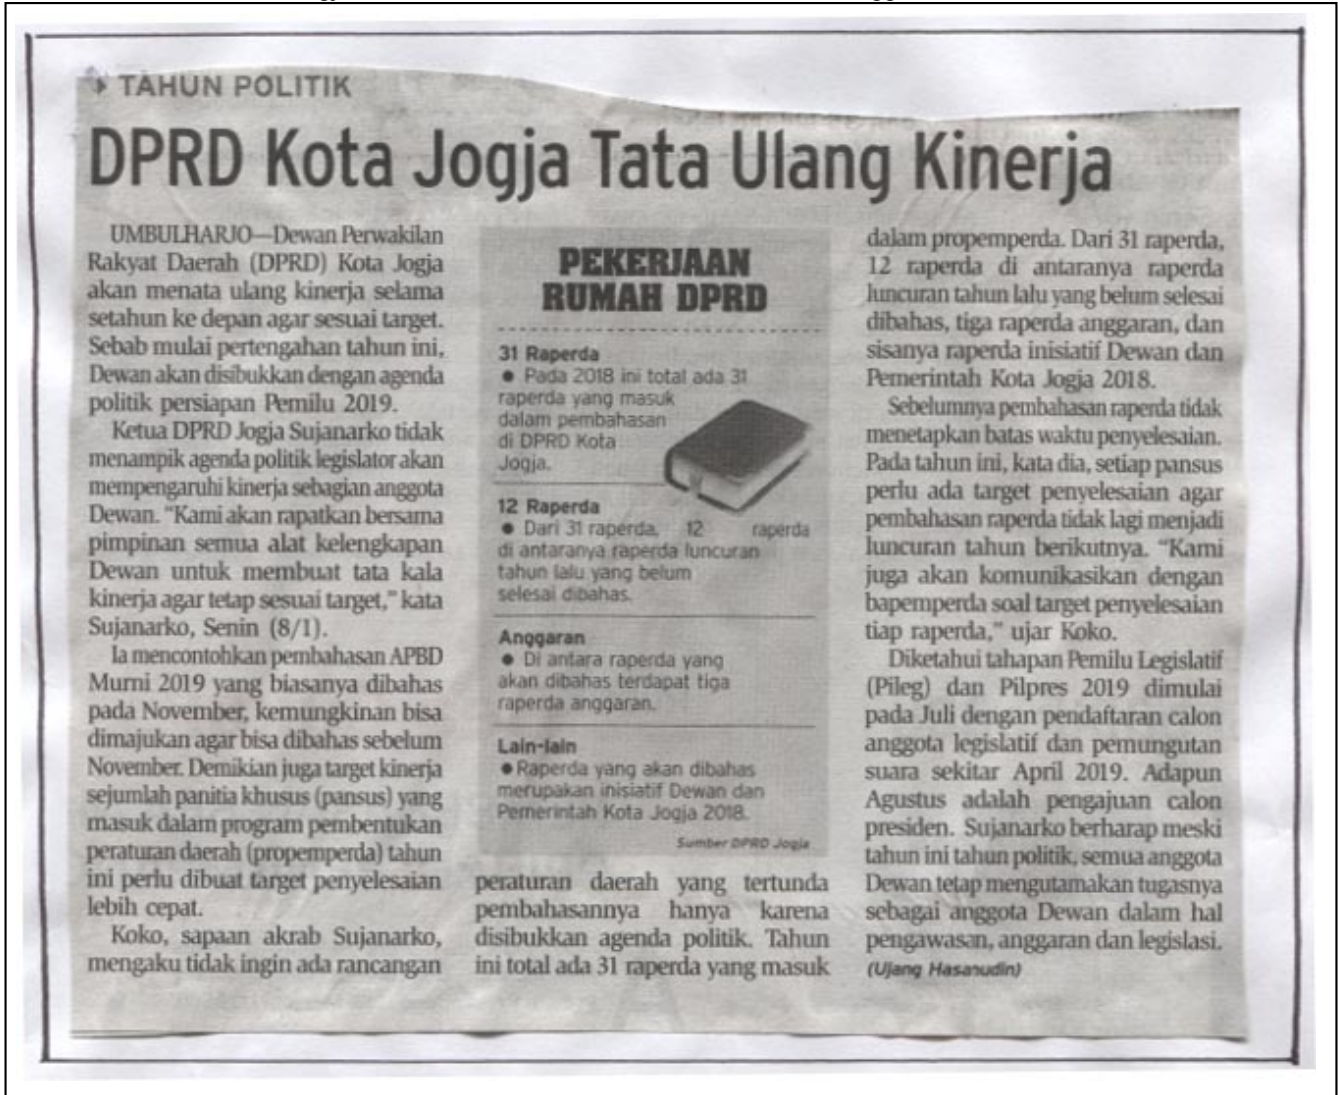 TAHUN POLITIK
DPRD Kota Jogja Tata Ulang Kinerja
UMBULHARJO—Dewan Perwakilan
Rakyat Daerah (DPRD) Kota Jogja
akan menata ulang kinerja selama
setahun ke depan agar sesuai target.
Sebab mulai pertengahan tahun ini,
Dewan akan disibukkan dengan agenda
politik persiapan Pemilu 2019.
Ketua DPRD Jogja Sujanarko tidak
menampik agenda politik legislator akan
mempengaruhi kinerja sebagian anggota
Dewan. “Kami akan rapatkan bersama
pimpinan semua alat kelengkapan
Dewan untuk membuat tata kala
kinerja agar tetap sesuai target,” kata
Sujanarko, Senin (8/1).
Ia mencontohkan pembahasan APBD
Murni 2019 yang biasanya dibahas
pada November, kemungkinan bisa
dimajukan agar bisa dibahas sebelum
November. Demikian juga target kinerja
sejumlah panitia khusus (pansus) yang
masuk dalam program pembentukan
peraturan daerah (propemperda) tahun
ini perlu dibuat target penyelesaian
lebih cepat.
Koko, sapaan akrab Sujanarko,
mengaku tidak ingin ada rancangan
PEKERJAAN
RUMAH DPRD
31 Raperda
● Pada 2018 ini total ada 31
raperda yang masuk
dalam pembahasan
di DPRD Kota
Jogja.
12 Raperda
● Dari 31 raperda, 12 raperda
di antaranya raperda luncuran
tahun lalu yang belum
selesai dibahas.
Anggaran
● Di antara raperda yang
akan dibahas terdapat tiga
raperda anggaran.
Lain-lain
● Raperda yang akan dibahas
merupakan inisiatif Dewan dan
Pemerintah Kota Jogja 2018.
Sumber DPRD Jogja
peraturan daerah yang tertunda
pembahasannya hanya karena
disibukkan agenda politik. Tahun
ini total ada 31 raperda yang masuk
dalam propemperda. Dari 31 raperda,
12 raperda di antaranya raperda
luncuran tahun lalu yang belum selesai
dibahas, tiga raperda anggaran, dan
sisanya raperda inisiatif Dewan dan
Pemerintah Kota Jogja 2018.
Sebelumnya pembahasan raperda tidak
menetapkan batas waktu penyelesaian.
Pada tahun ini, kata dia, setiap pansus
perlu ada target penyelesaian agar
pembahasan raperda tidak lagi menjadi
luncuran tahun berikutnya. “Kami
juga akan komunikasikan dengan
bapemperda soal target penyelesaian
tiap raperda,” ujar Koko.
Diketahui tahapan Pemilu Legislatif
(Pileg) dan Pilpres 2019 dimulai
pada Juli dengan pendaftaran calon
anggota legislatif dan pemungutan
suara sekitar April 2019. Adapun
Agustus adalah pengajuan calon
presiden. Sujanarko berharap meski
tahun ini tahun politik, semua anggota
Dewan tetap mengutamakan tugasnya
sebagai anggota Dewan dalam hal
pengawasan, anggaran dan legislasi.
(Ujang Hasanudin)